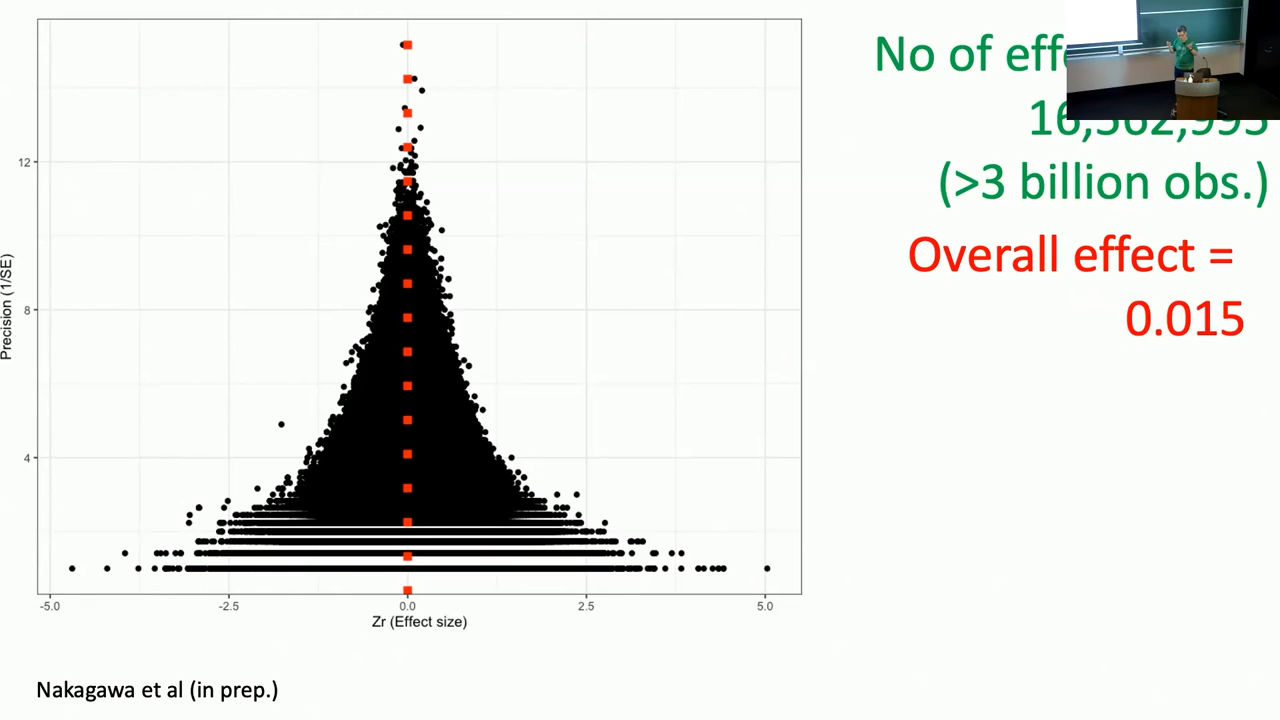 No of
(>3 billion obs.)
Overall effect =
0.015
12
8
4
Precision (1/SE)
-5.0
-2.5
0.0
2.5
5.0
Zr (Effect size)
Nakagawa et al (in prep.)